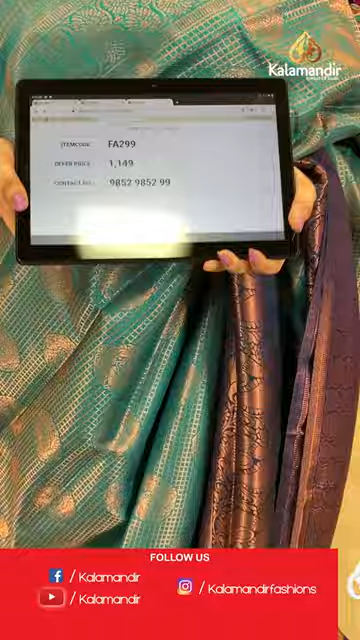 Kalamandir
ITEMCODE : FA299
OFFER PRICE : 1,149
CONTACT NO : 9852 9852 99
FOLLOW US
/ Kalamandir
/ Kalamandirfashions
/ Kalamandir